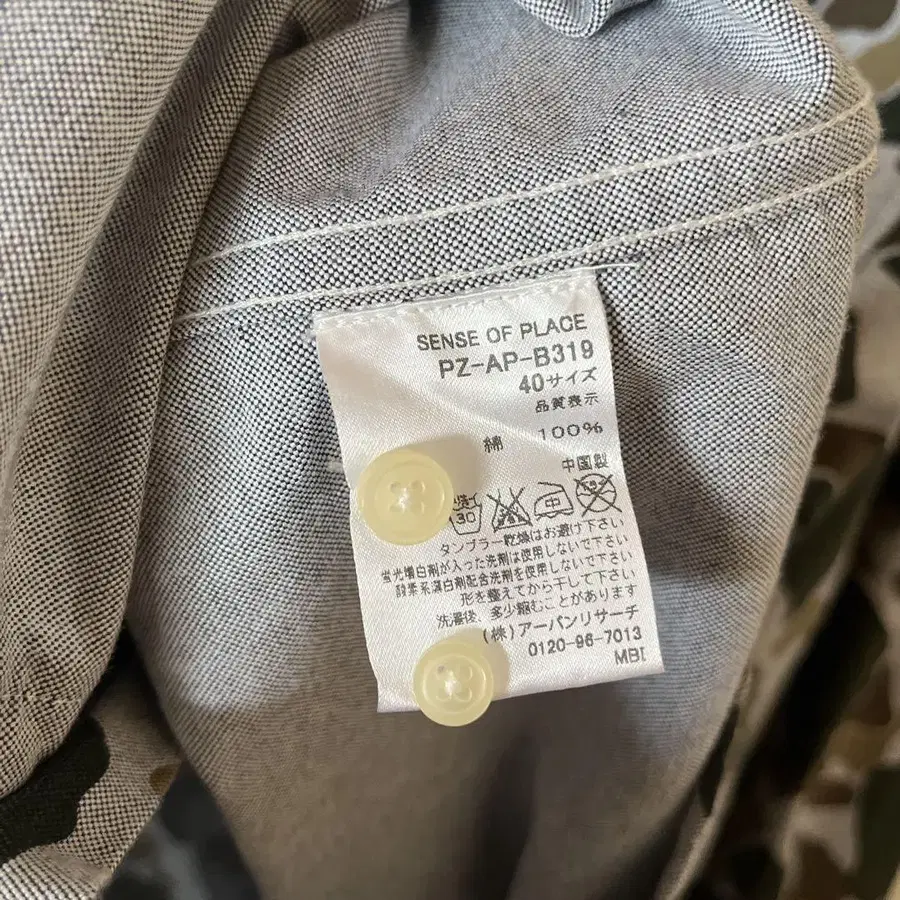 SENSE OF PLACE
PZ-AP-B319
40サイズ
品質表示
綿 100%
中国製
30 中
タンブラー乾燥はお避け下さい
蛍光増白剤が入った洗剤は使用しないで下さい
酸素系漂白剤配合洗剤を使用しないで下さい
形を整えてから干して下さい
洗濯後、多少縮むことがあります
(株)アーバンリサーチ
0120-96-7013
MBI